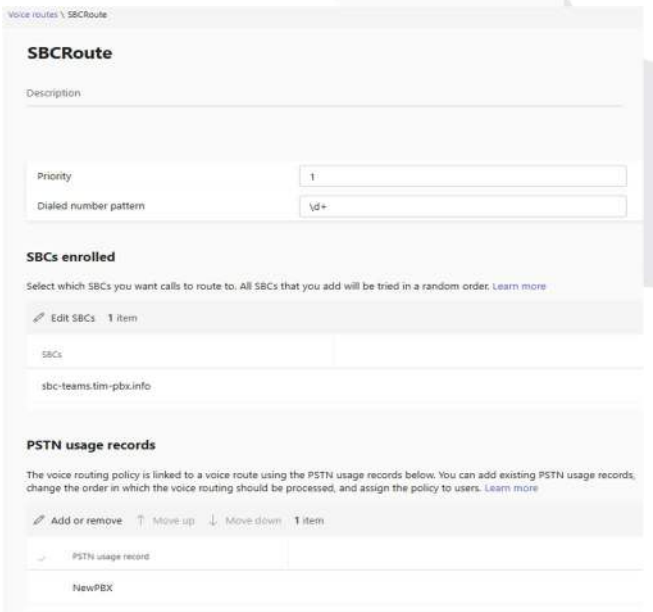 Voice routes \ SBCRoute
SBCRoute
Description
Priority
1
Dialed number pattern
\d+
SBCs enrolled
Select which SBCs you want calls to route to. All SBCs that you add will be tried in a random order. Learn more
Edit SBCs 1 item
SBCs
sbc-teams.tim-pbx.info
PSTN usage records
The voice routing policy is linked to a voice route using the PSTN usage records below. You can add existing PSTN usage records,
change the order in which the voice routing should be processed, and assign the policy to users. Learn more
Add or remove Move up Move down 1 item
PSTN usage record
NewPBX